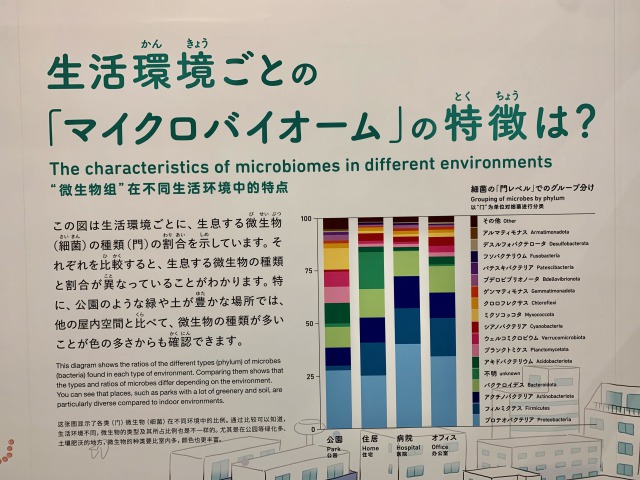 生活環境ごとの
かん きょう
「マイクロバイオーム」の特徴は?
とく ちょう
The characteristics of microbiomes in different environments
“微生物组”在不同生活环境中的特点
この図は生活環境ごとに、生息する微生物
(細菌)の種類(門)の割合を示しています。そ
れぞれを比較すると、生息する微生物の種類
と割合が異なっていることがわかります。特
に、公園のような緑や土が豊かな場所では、
他の屋内空間と比べて、微生物の種類が多い
ことが色の多さからも確認できます。
This diagram shows the ratios of the different types (phylum) of microbes
(bacteria) found in each type of environment. Comparing them shows that
the types and ratios of microbes differ depending on the environment.
You can see that places, such as parks with a lot of greenery and soil, are
particularly diverse compared to indoor environments.
这张图显示了各类(门)微生物(细菌)在不同环境中的比例。通过比较可以知道,
生活环境不同,微生物的类型及其所占比例也是不一样的。尤其是在公园等绿化多、
土壤肥沃的地方,微生物的种类要比室内多,颜色也更丰富。
細菌の「門レベル」でのグループ分け
Grouping of microbes by phylum
以“门”为单位对细菌进行分类
その他 Other
アルマティモナス Armatimonadota
デスルフォバクテロータ Desulfobacterota
フソバクテリウム Fusobacteria
パテスキバクテリア Patescibacteria
ブデロビブリオナータ Bdellovibrionota
ゲンマティモナス Gemmatimonadota
クロロフレクサス Chloroflexi
ミクソコッコタ Myxococcota
シアノバクテリア Cyanobacteria
ウェルコミクロビウム Verrucomicrobiota
プランクトミケス Planctomycetota
アキドバクテリウム Acidobacteriota
不明 unknown
バクテロイデス Bacteroidota
アクチノバクテリウム Actinobacteriota
フィルミクテス Firmicutes
プロテオバクテリア Proteobacteria
100
75
50
25
0
公園 住居 病院 オフィス
Park Home Hospital Office
公园 住宅 医院 办公室